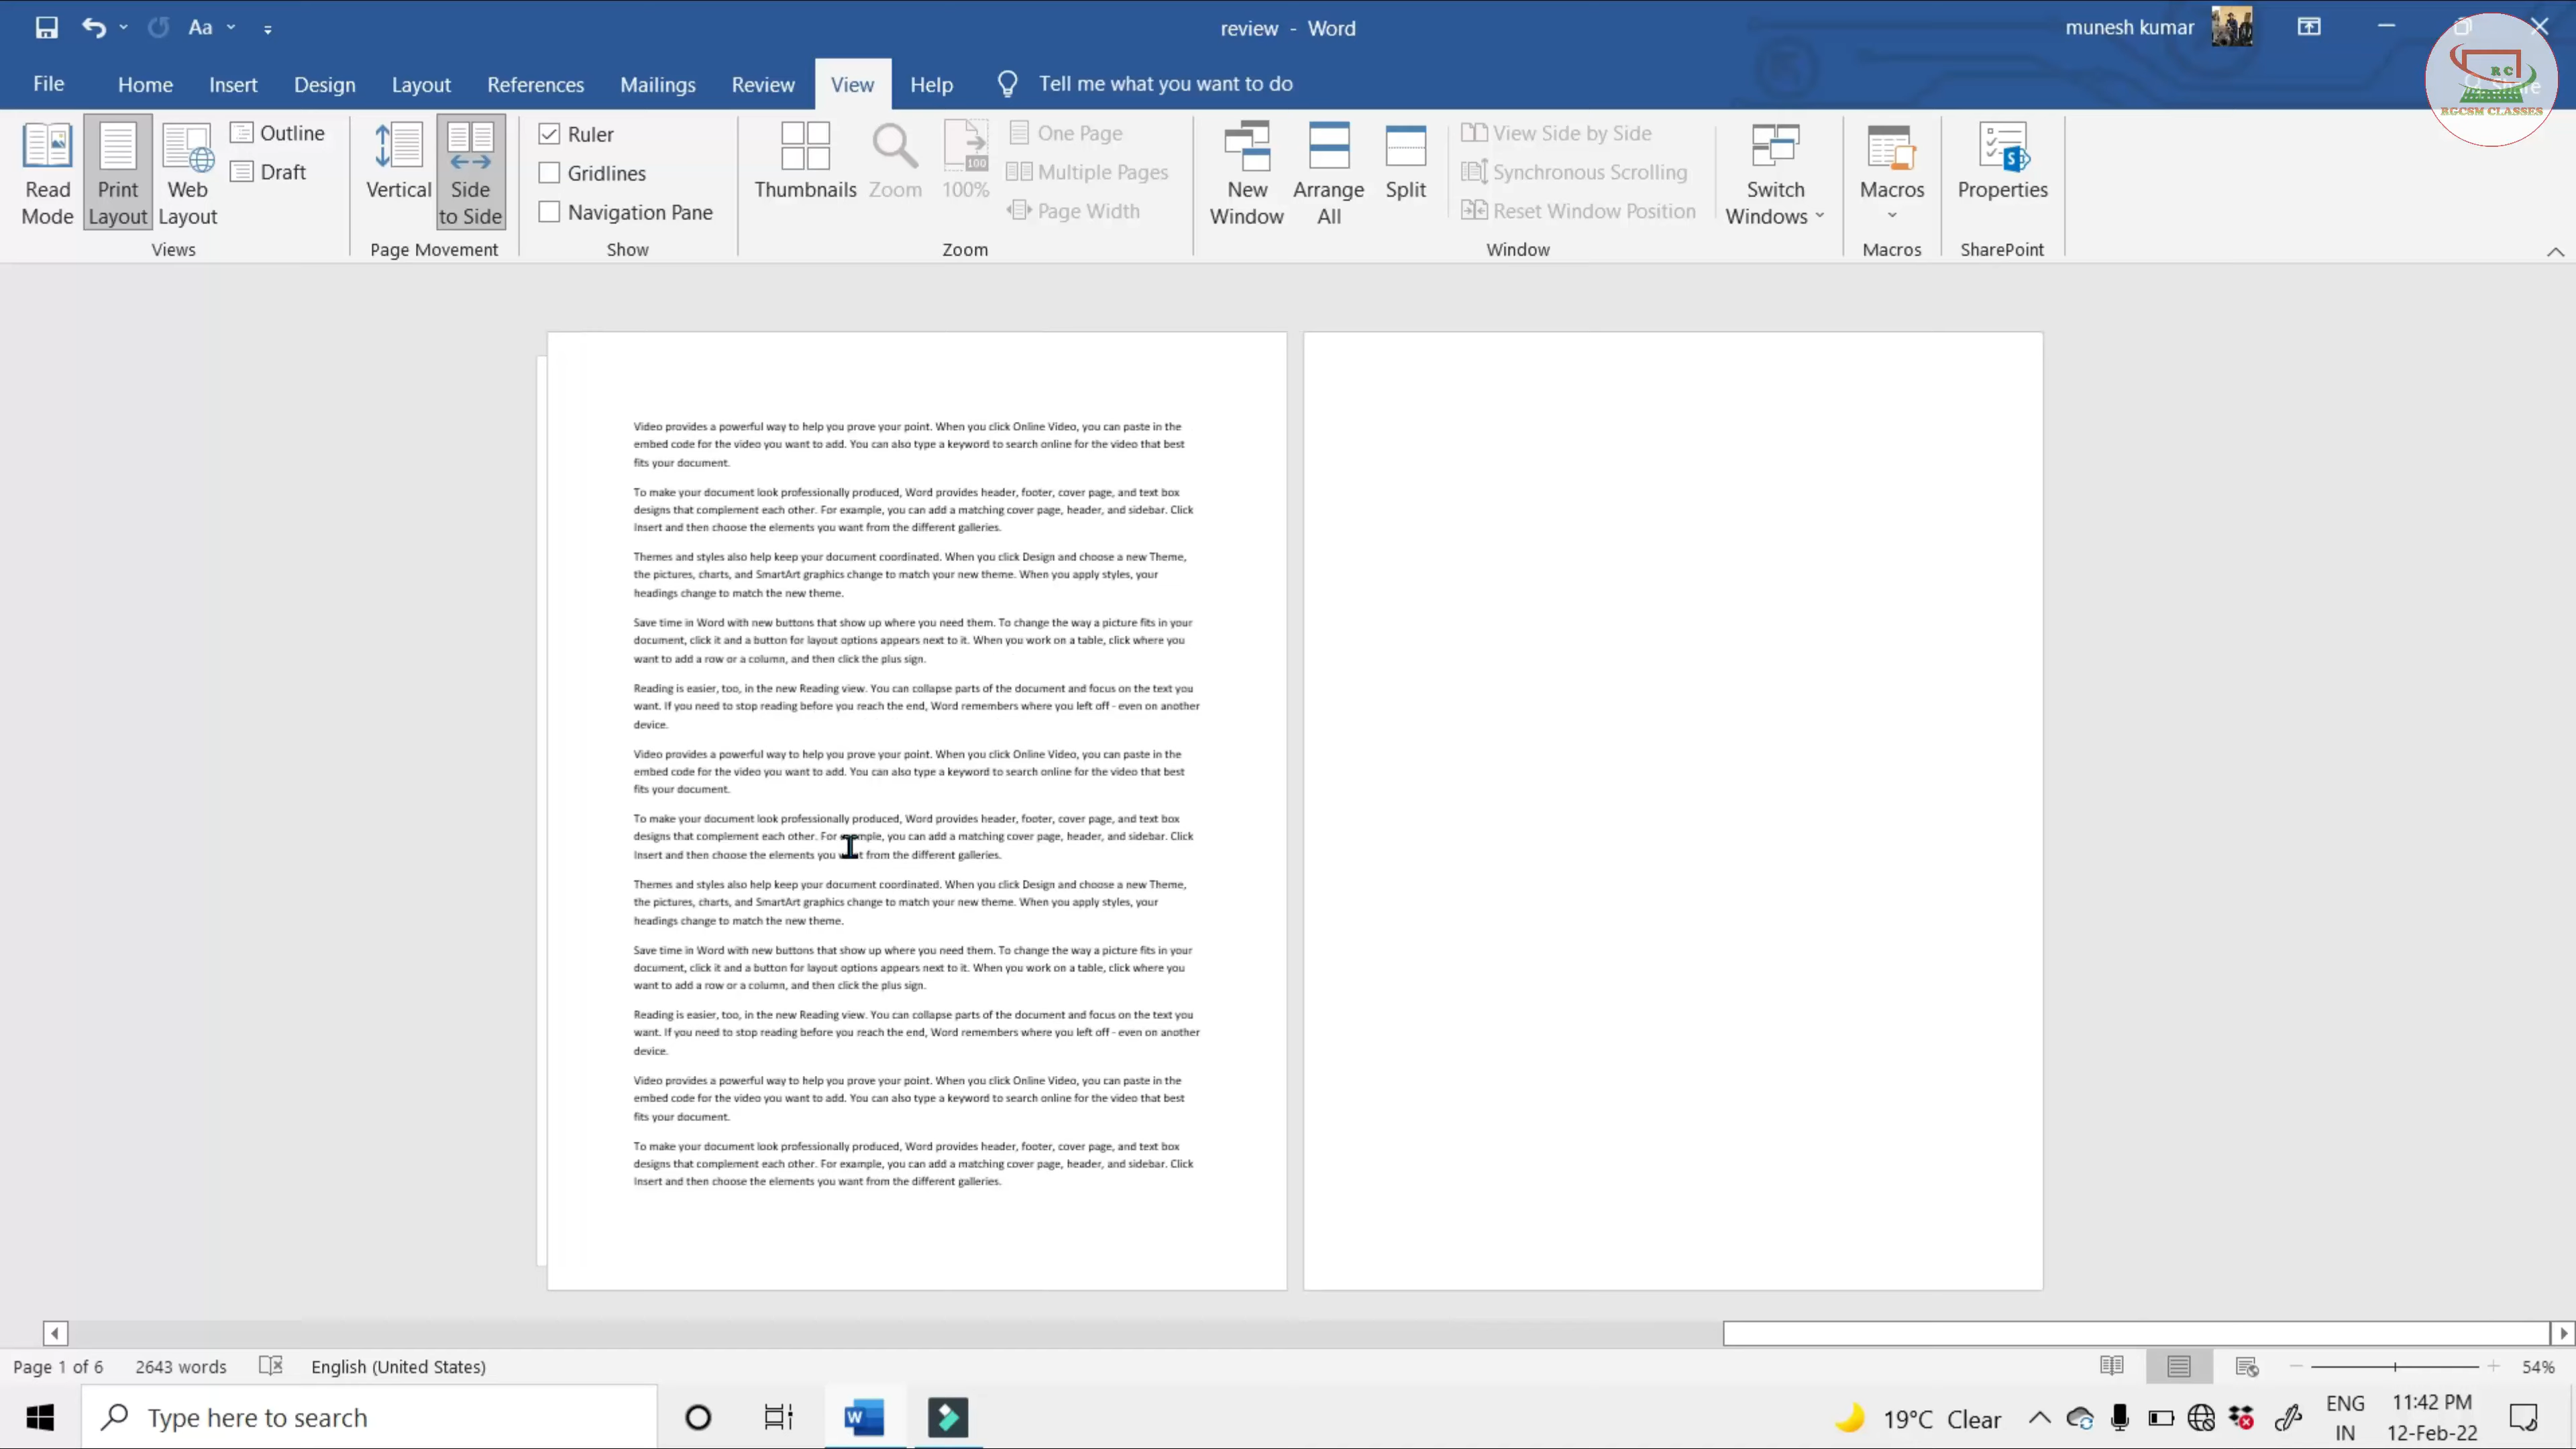 Aa
review - Word
munesh kumar
File Home Insert Design Layout References Mailings Review View Help Tell me what you want to do
RC
RGCSM CLASSES
Read Mode
Print Layout
Web Layout
Outline
Draft
Views
Vertical
Side to Side
Page Movement
Ruler
Gridlines
Navigation Pane
Show
Thumbnails
Zoom
100
100%
One Page
Multiple Pages
Page Width
Zoom
New Window
Arrange All
Split
View Side by Side
Synchronous Scrolling
Reset Window Position
Switch Windows
Window
Macros
Macros
S
Properties
SharePoint
Video provides a powerful way to help you prove your point. When you click Online Video, you can paste in the
embed code for the video you want to add. You can also type a keyword to search online for the video that best
fits your document.
To make your document look professionally produced, Word provides header, footer, cover page, and text box
designs that complement each other. For example, you can add a matching cover page, header, and sidebar. Click
Insert and then choose the elements you want from the different galleries.
Themes and styles also help keep your document coordinated. When you click Design and choose a new Theme,
the pictures, charts, and SmartArt graphics change to match your new theme. When you apply styles, your
headings change to match the new theme.
Save time in Word with new buttons that show up where you need them. To change the way a picture fits in your
document, click it and a button for layout options appears next to it. When you work on a table, click where you
want to add a row or a column, and then click the plus sign.
Reading is easier, too, in the new Reading view. You can collapse parts of the document and focus on the text you
want. If you need to stop reading before you reach the end, Word remembers where you left off - even on another
device.
Video provides a powerful way to help you prove your point. When you click Online Video, you can paste in the
embed code for the video you want to add. You can also type a keyword to search online for the video that best
fits your document.
To make your document look professionally produced, Word provides header, footer, cover page, and text box
designs that complement each other. For example, you can add a matching cover page, header, and sidebar. Click
Insert and then choose the elements you want from the different galleries.
Themes and styles also help keep your document coordinated. When you click Design and choose a new Theme,
the pictures, charts, and SmartArt graphics change to match your new theme. When you apply styles, your
headings change to match the new theme.
Save time in Word with new buttons that show up where you need them. To change the way a picture fits in your
document, click it and a button for layout options appears next to it. When you work on a table, click where you
want to add a row or a column, and then click the plus sign.
Reading is easier, too, in the new Reading view. You can collapse parts of the document and focus on the text you
want. If you need to stop reading before you reach the end, Word remembers where you left off - even on another
device.
Video provides a powerful way to help you prove your point. When you click Online Video, you can paste in the
embed code for the video you want to add. You can also type a keyword to search online for the video that best
fits your document.
To make your document look professionally produced, Word provides header, footer, cover page, and text box
designs that complement each other. For example, you can add a matching cover page, header, and sidebar. Click
Insert and then choose the elements you want from the different galleries.
Page 1 of 6 2643 words English (United States) 54%
Type here to search
W
19°C Clear
ENG
IN
11:42 PM
12-Feb-22